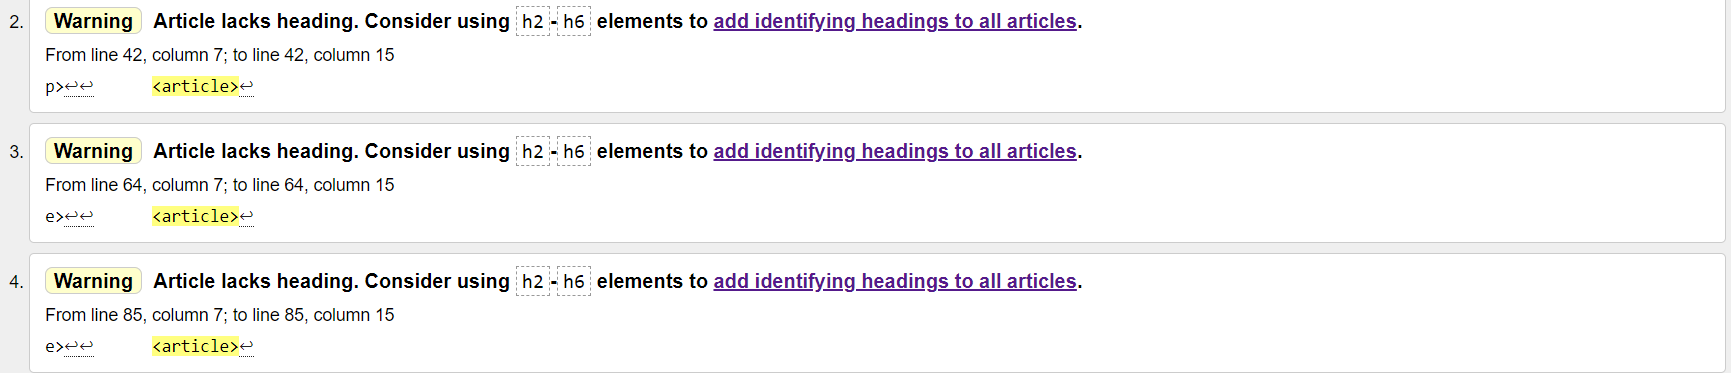 2. Warning Article lacks heading. Consider using h2-h6 elements to add identifying headings to all articles.
From line 42, column 7; to line 42, column 15
p>↩↩ <article>↩
3. Warning Article lacks heading. Consider using h2-h6 elements to add identifying headings to all articles.
From line 64, column 7; to line 64, column 15
e>↩↩ <article>↩
4. Warning Article lacks heading. Consider using h2-h6 elements to add identifying headings to all articles.
From line 85, column 7; to line 85, column 15
e>↩↩ <article>↩